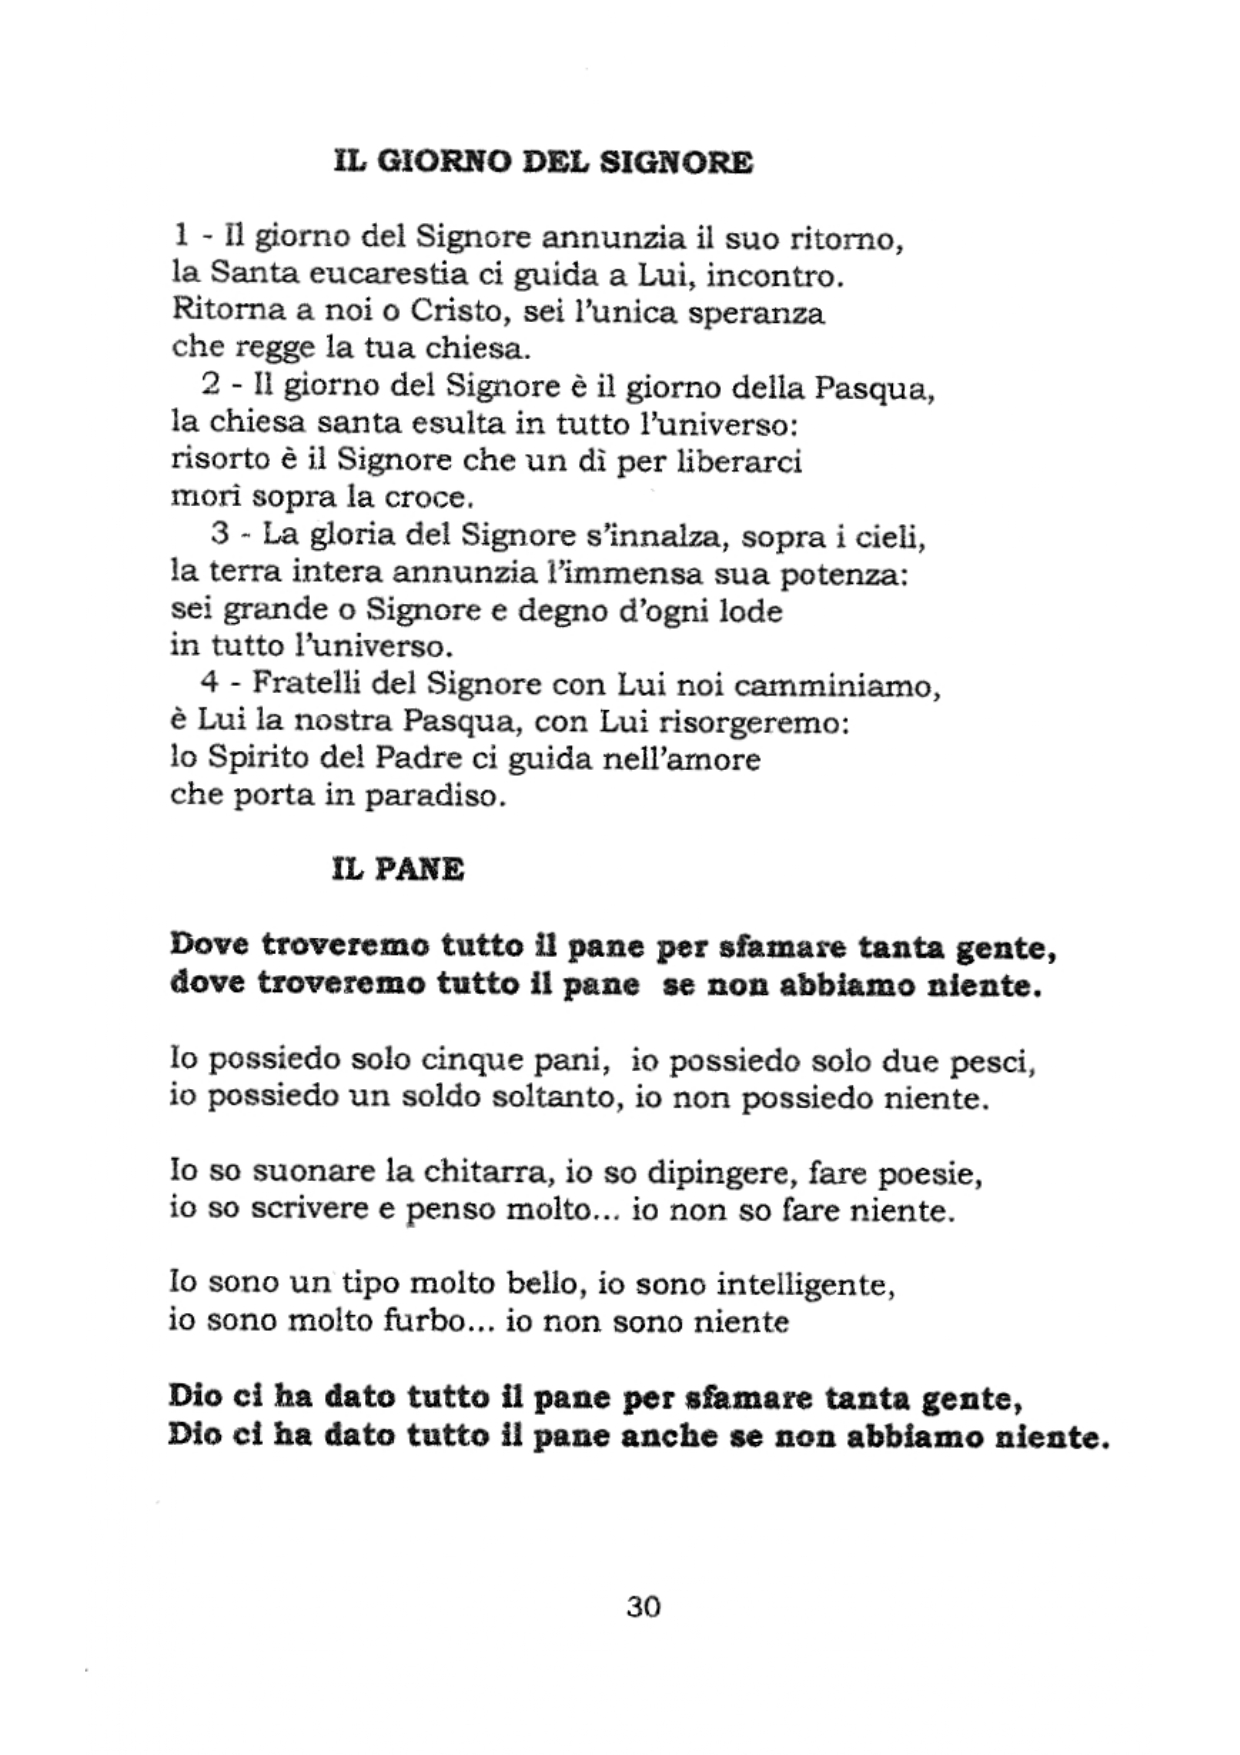 IL GIORNO DEL SIGNORE
1 - Il giorno del Signore annunzia il suo ritorno,
la Santa eucarestia ci guida a Lui, incontro.
Ritorna a noi o Cristo, sei l'unica speranza
che regge la tua chiesa.
2 - Il giorno del Signore è il giorno della Pasqua,
la chiesa santa esulta in tutto l'universo:
risorto è il Signore che un dì per liberarci
morì sopra la croce.
3 - La gloria del Signore s'innalza, sopra i cieli,
la terra intera annunzia l'immensa sua potenza:
sei grande o Signore e degno d'ogni lode
in tutto l'universo.
4 - Fratelli del Signore con Lui noi camminiamo,
è Lui la nostra Pasqua, con Lui risorgeremo:
lo Spirito del Padre ci guida nell'amore
che porta in paradiso.
IL PANE
Dove troveremo tutto il pane per sfamare tanta gente,
dove troveremo tutto il pane se non abbiamo niente.
Io possiedo solo cinque pani, io possiedo solo due pesci,
io possiedo un soldo soltanto, io non possiedo niente.
Io so suonare la chitarra, io so dipingere, fare poesie,
io so scrivere e penso molto... io non so fare niente.
Io sono un tipo molto bello, io sono intelligente,
io sono molto furbo... io non sono niente
Dio ci ha dato tutto il pane per sfamare tanta gente,
Dio ci ha dato tutto il pane anche se non abbiamo niente.
30